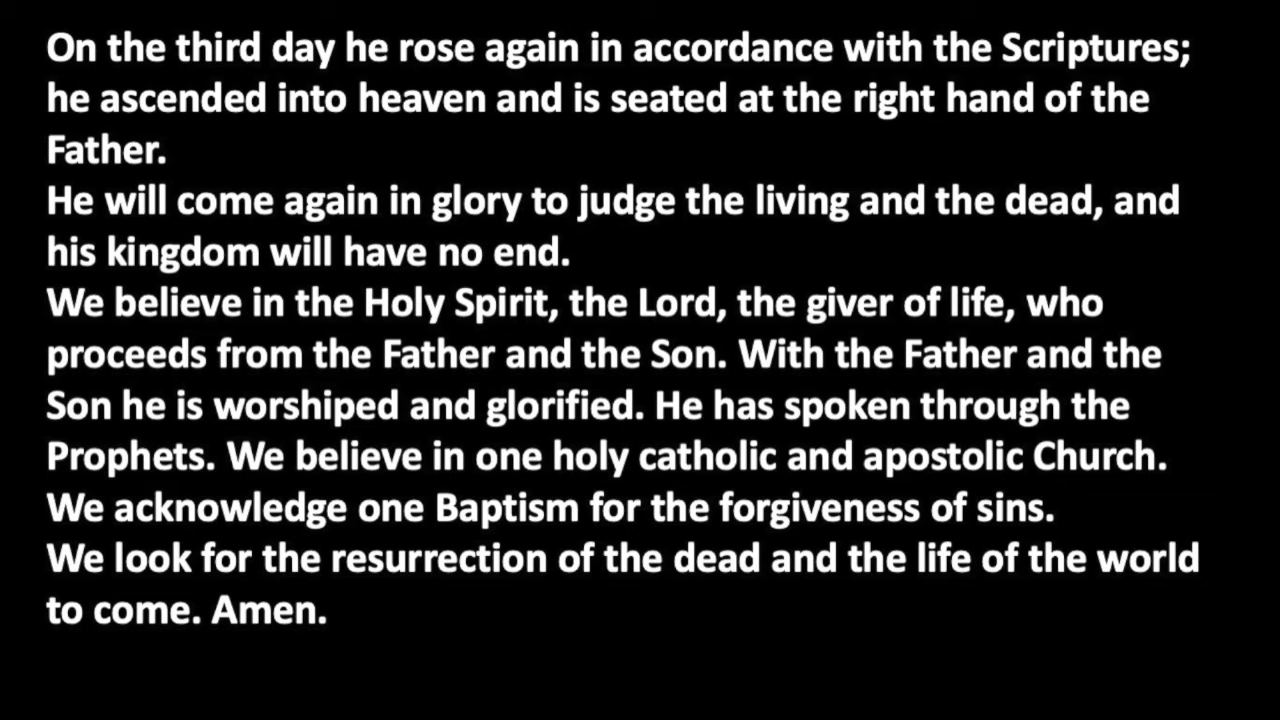 On the third day he rose again in accordance with the Scriptures;
he ascended into heaven and is seated at the right hand of the
Father.
He will come again in glory to judge the living and the dead, and
his kingdom will have no end.
We believe in the Holy Spirit, the Lord, the giver of life, who
proceeds from the Father and the Son. With the Father and the
Son he is worshiped and glorified. He has spoken through the
Prophets. We believe in one holy catholic and apostolic Church.
We acknowledge one Baptism for the forgiveness of sins.
We look for the resurrection of the dead and the life of the world
to come. Amen.